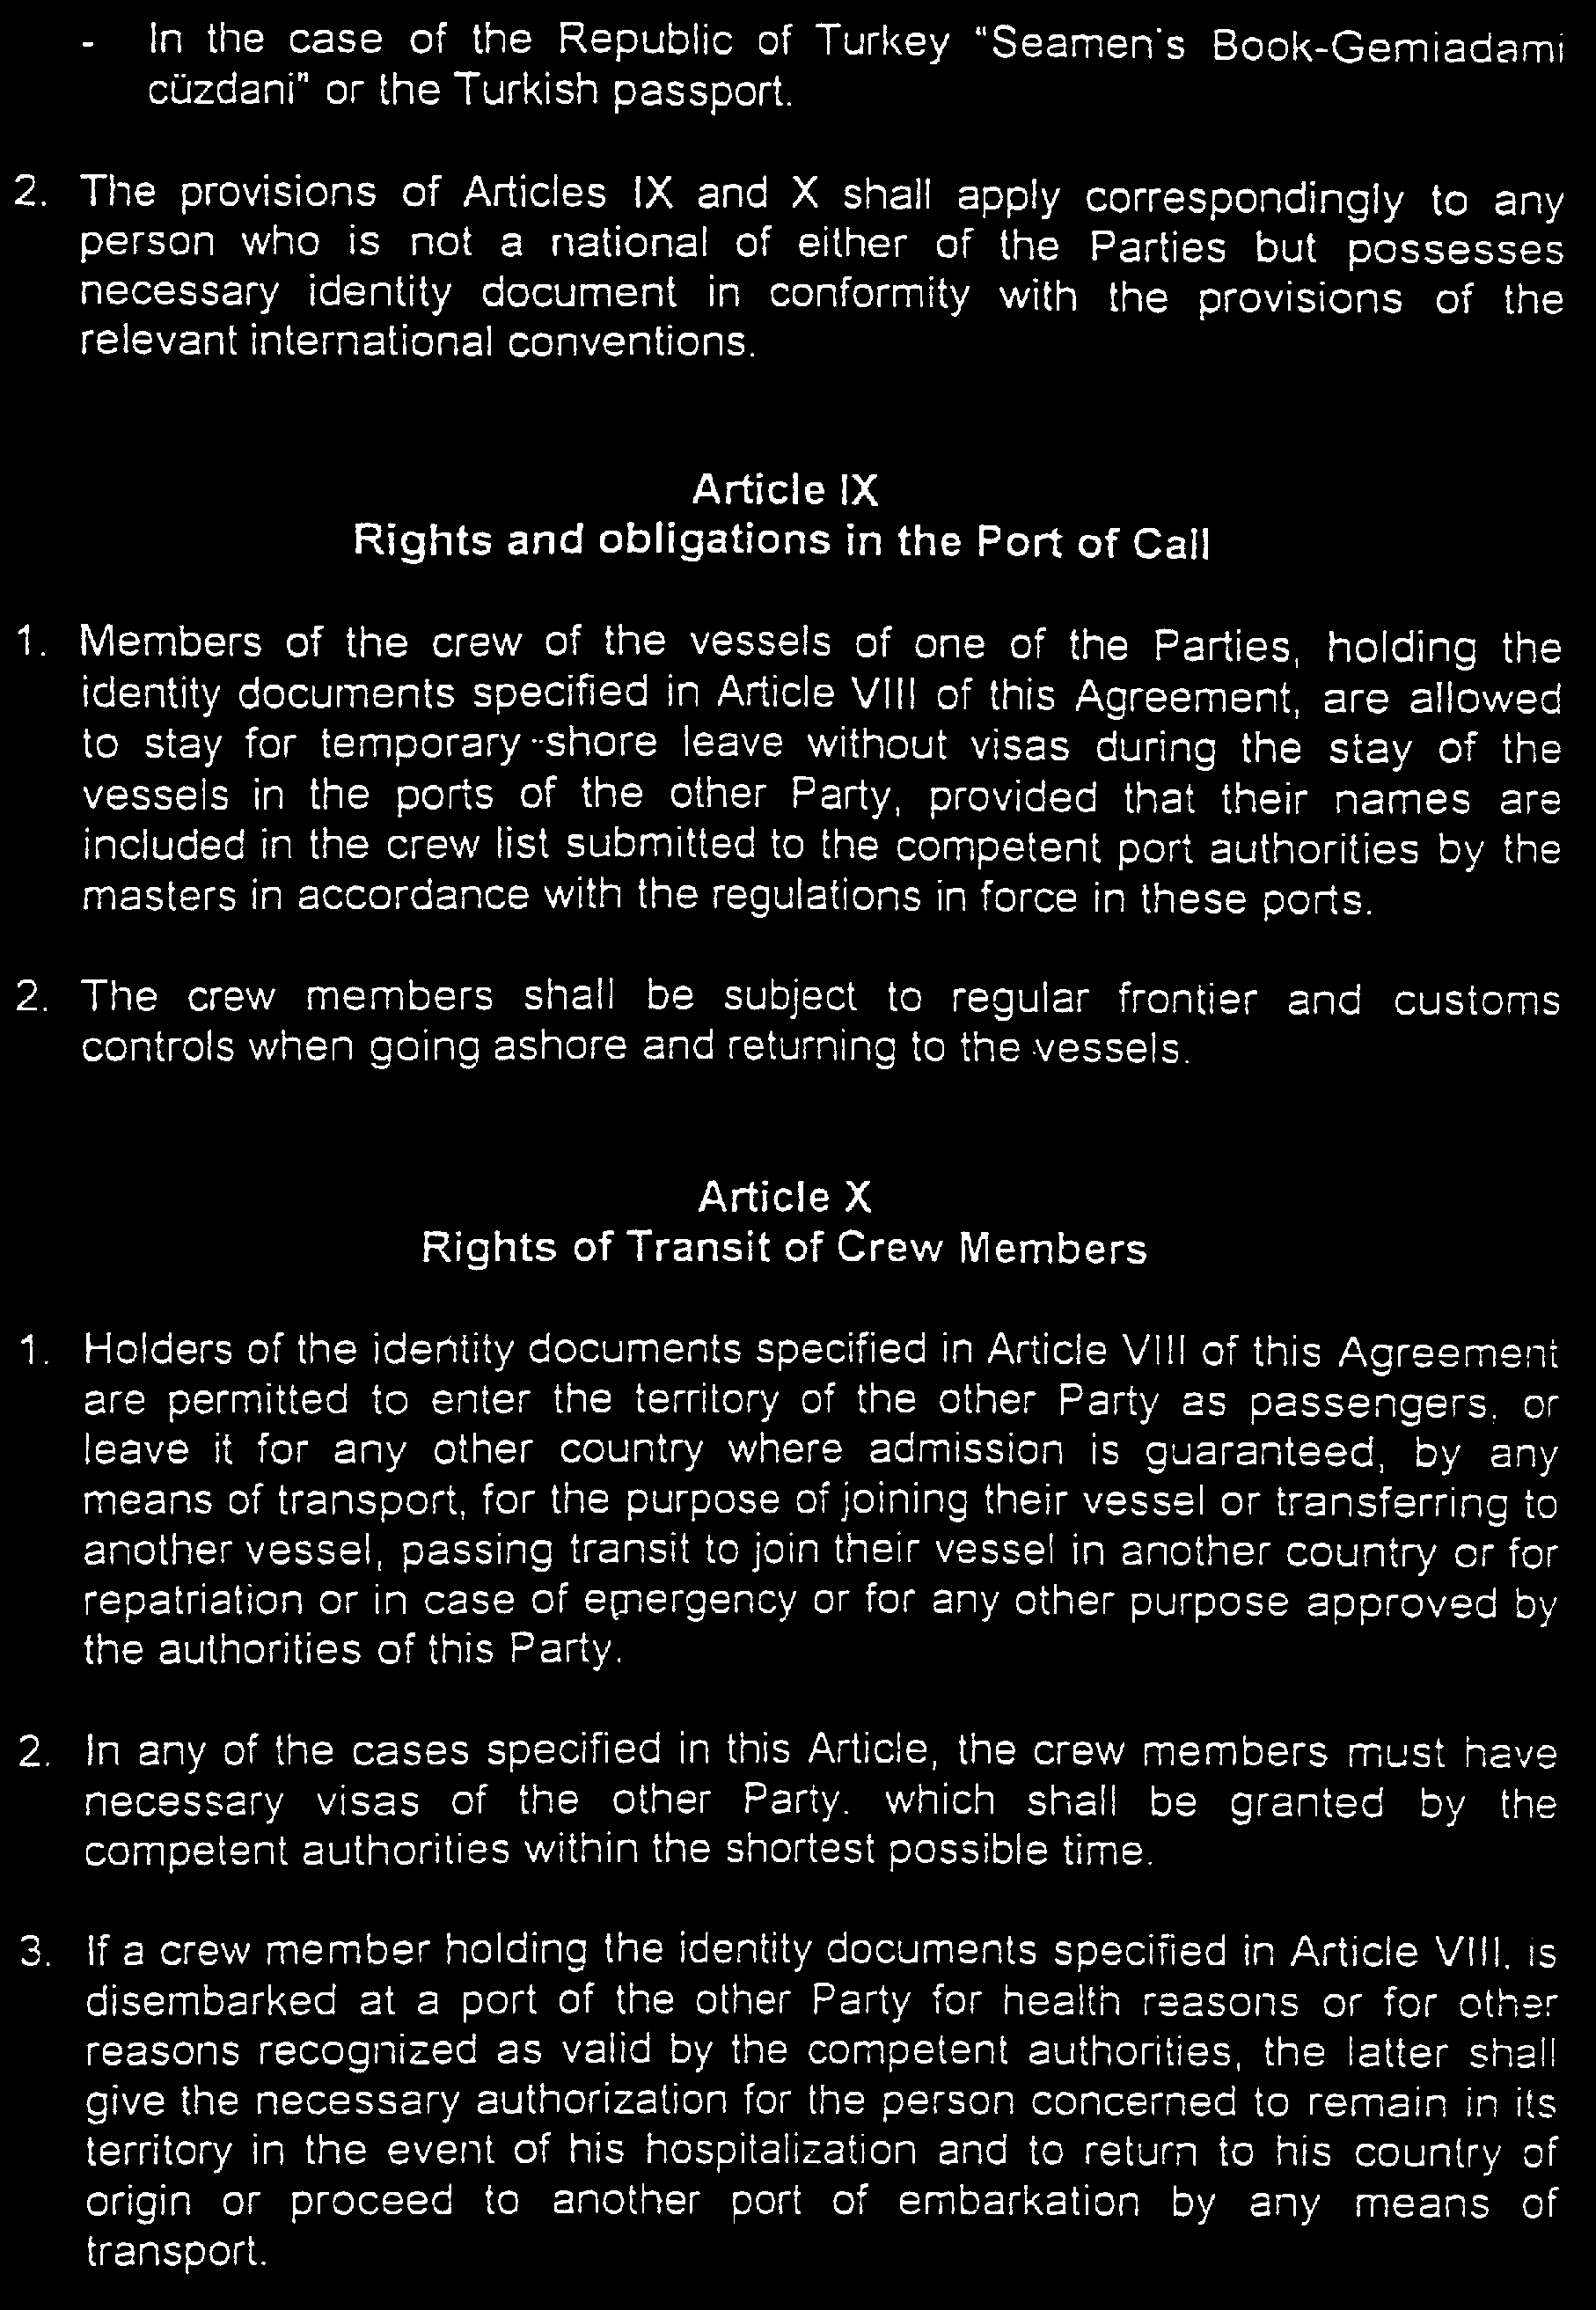 - In the case of the Republic of Turkey "Seamen's Book-Gemiadami
cüzdani" or the Turkish passport.
2. The provisions of Articles IX and X shall apply correspondingly to any
person who is not a national of either of the Parties but possesses
necessary identity document in conformity with the provisions of the
relevant international conventions.
Article IX
Rights and obligations in the Port of Call
1. Members of the crew of the vessels of one of the Parties, holding the
identity documents specified in Article VIII of this Agreement, are allowed
to stay for temporary shore leave without visas during the stay of the
vessels in the ports of the other Party, provided that their names are
included in the crew list submitted to the competent port authorities by the
masters in accordance with the regulations in force in these ports.
2. The crew members shall be subject to regular frontier and customs
controls when going ashore and returning to the vessels.
Article X
Rights of Transit of Crew Members
1. Holders of the identity documents specified in Article VIII of this Agreement
are permitted to enter the territory of the other Party as passengers, or
leave it for any other country where admission is guaranteed, by any
means of transport, for the purpose of joining their vessel or transferring to
another vessel, passing transit to join their vessel in another country or for
repatriation or in case of emergency or for any other purpose approved by
the authorities of this Party.
2. In any of the cases specified in this Article, the crew members must have
necessary visas of the other Party. which shall be granted by the
competent authorities within the shortest possible time.
3. If a crew member holding the identity documents specified in Article VIII, is
disembarked at a port of the other Party for health reasons or for other
reasons recognized as valid by the competent authorities, the latter shall
give the necessary authorization for the person concerned to remain in its
territory in the event of his hospitalization and to return to his country of
origin or proceed to another port of embarkation by any means of
transport.